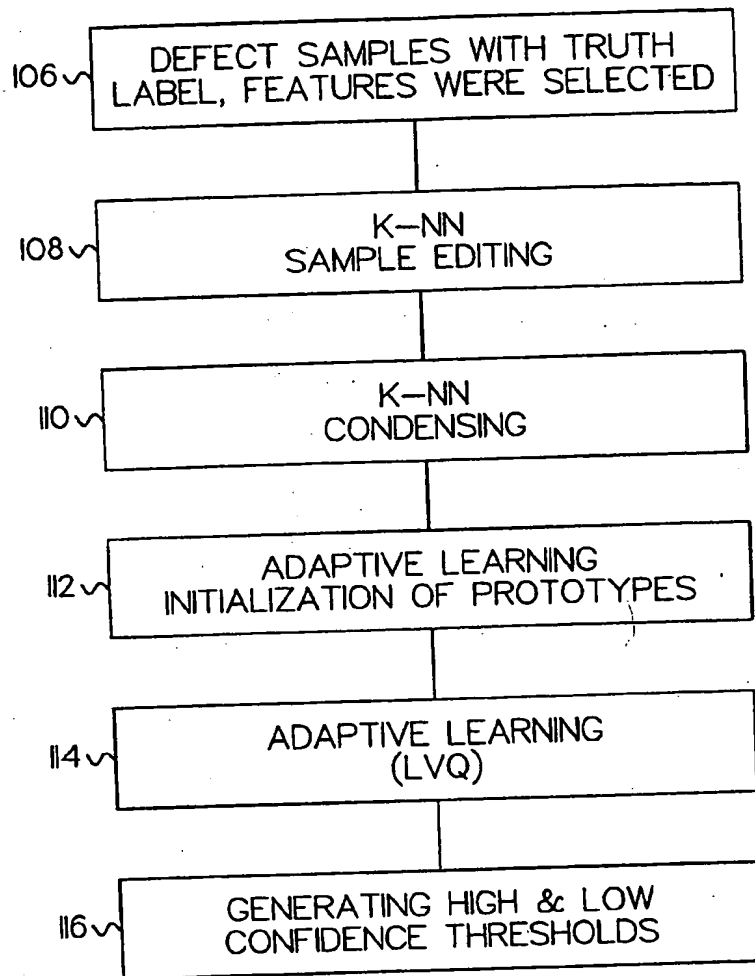 DEFECT SAMPLES WITH TRUTH
106
LABEL, FEATURES WERE SELECTED
K-NN
108
SAMPLE EDITING
K-NN
110
CONDENSING
ADAPTIVE LEARNING
112
INITIALIZATION OF PROTOTYPES
ADAPTIVE LEARNING
114
(LVQ)
GENERATING HIGH & LOW
116
CONFIDENCE THRESHOLDS